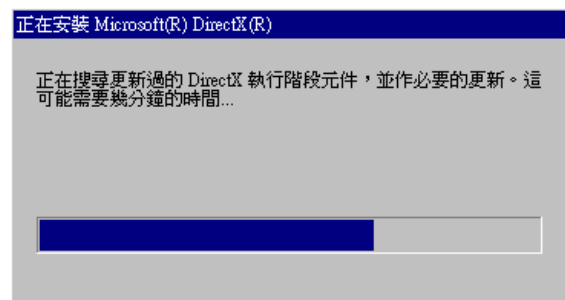 正在安裝 Microsoft(R) DirectX(R)
正在搜尋更新過的 DirectX 執行階段元件，並作必要的更新。這
可能需要幾分鐘的時間...